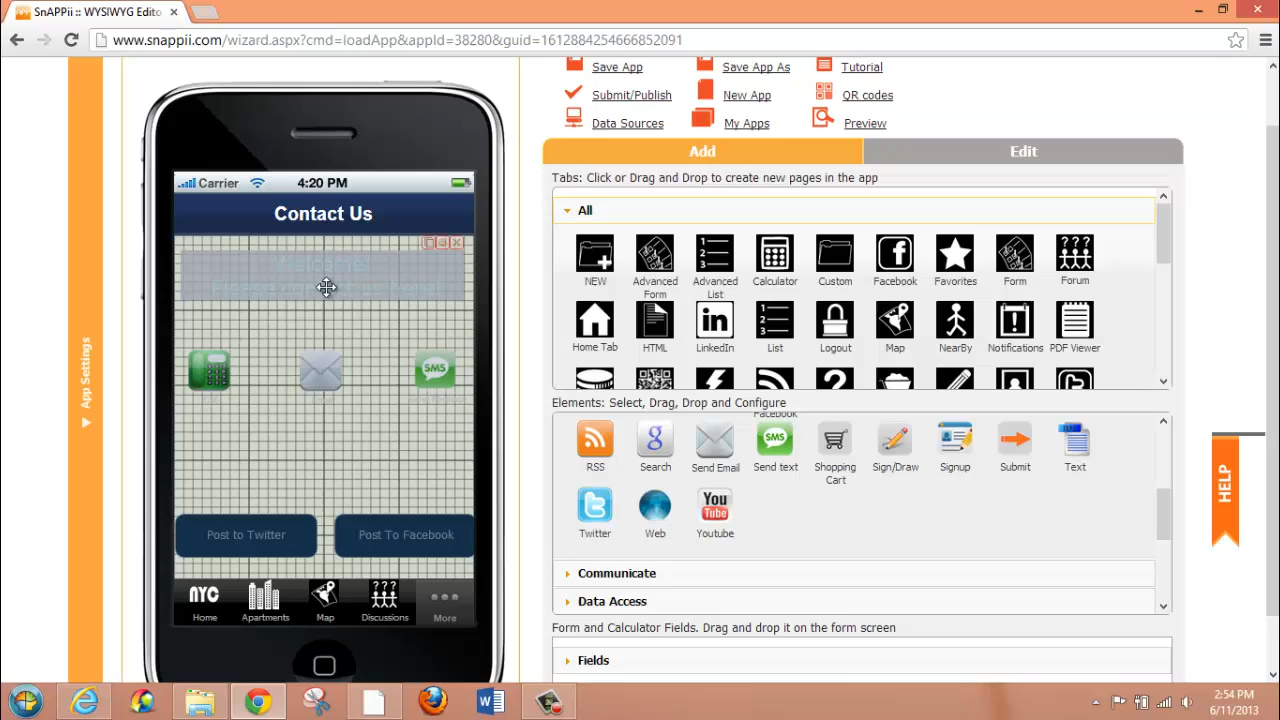 SnAPPii :: WYSIWYG Edito
www.snappii.com/wizard.aspx?cmd=loadApp&appId=38280&guid=1612884254666852091
Save App
Save App As
Tutorial
Submit/Publish
New App
QR codes
Data Sources
My Apps
Preview
Add
Edit
Tabs: Click or Drag and Drop to create new pages in the app
All
NEW
Advanced Form
Advanced List
Calculator
Custom
Facebook
Favorites
Form
Forum
Home Tab
HTML
LinkedIn
List
Logout
Map
NearBy
Notifications
PDF Viewer
Elements: Select, Drag, Drop and Configure
Facebook
RSS
Search
Send Email
Send text
Shopping Cart
Sign/Draw
Signup
Submit
Text
Twitter
Web
Youtube
Communicate
Data Access
Form and Calculator Fields. Drag and drop it on the form screen
Fields
App Settings
HELP
Carrier
4:20 PM
Contact Us
Welcome!
SMS
Post to Twitter
Post To Facebook
NYC
Home
Apartments
Map
Discussions
More
2:54 PM
6/11/2013